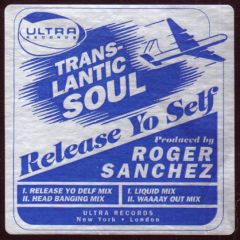 ULTRA
RECORDS
TRANS-
LANTIC
SOUL
Release Yo Self
Produced by
ROGER
SANCHEZ
I. RELEASE YO DELF MIX
II. HEAD BANGING MIX
I. LIQUID MIX
II. WAAAAY OUT MIX
ULTRA RECORDS
New York • London